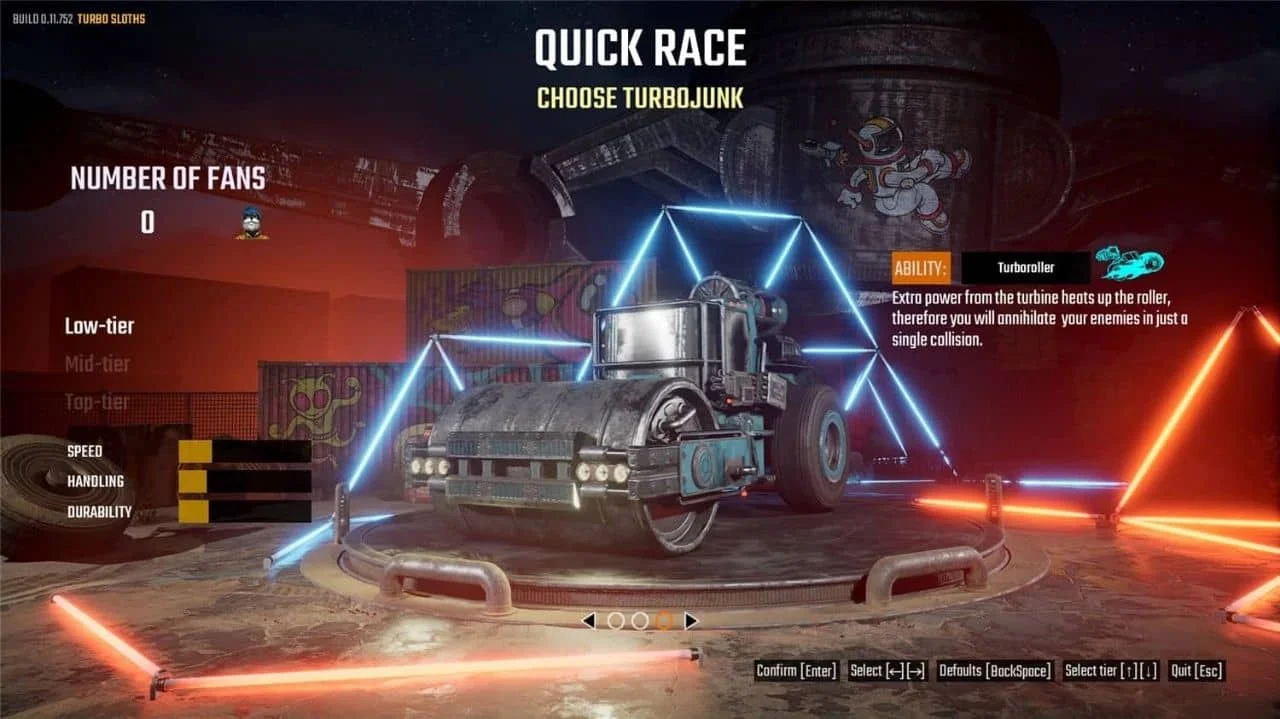 BUILD 0.11.752 TURBO SLOTHS
QUICK RACE
CHOOSE TURBOJUNK
NUMBER OF FANS
0
Low-tier
Mid-tier
Top-tier
SPEED
HANDLING
DURABILITY
ABILITY: Turboroller
Extra power from the turbine heats up the roller,
therefore you will annihilate your enemies in just a
single collision.
Confirm [Enter] Select [←][→] Defaults [BackSpace] Select tier [↑][↓] Quit [Esc]